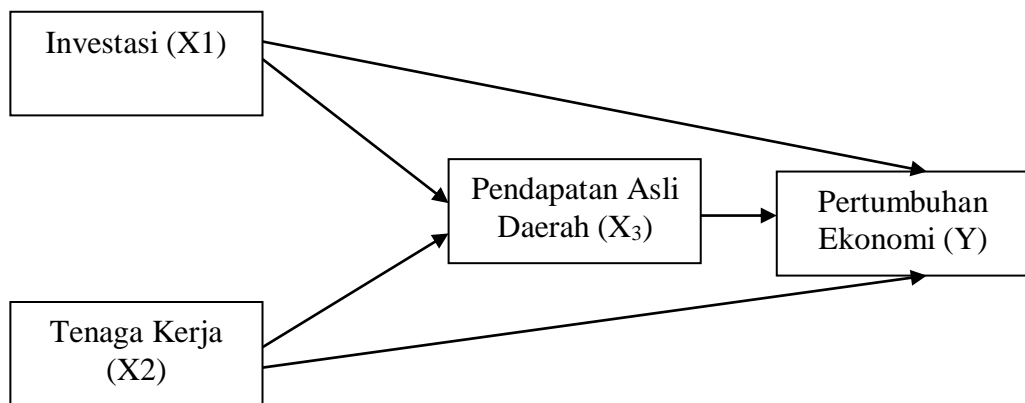 Investasi (X1)
Pendapatan Asli
Daerah (X₃)
Pertumbuhan
Ekonomi (Y)
Tenaga Kerja
(X2)